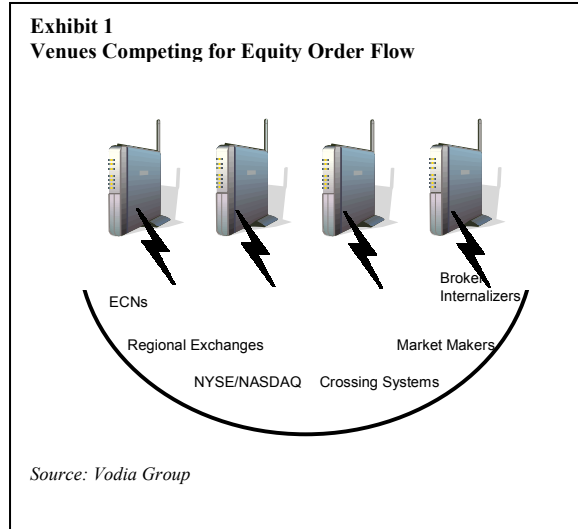 Exhibit 1
Venues Competing for Equity Order Flow
Broker
Internalizers
ECNs
Regional Exchanges
Market Makers
NYSE/NASDAQ
Crossing Systems
Source: Vodia Group